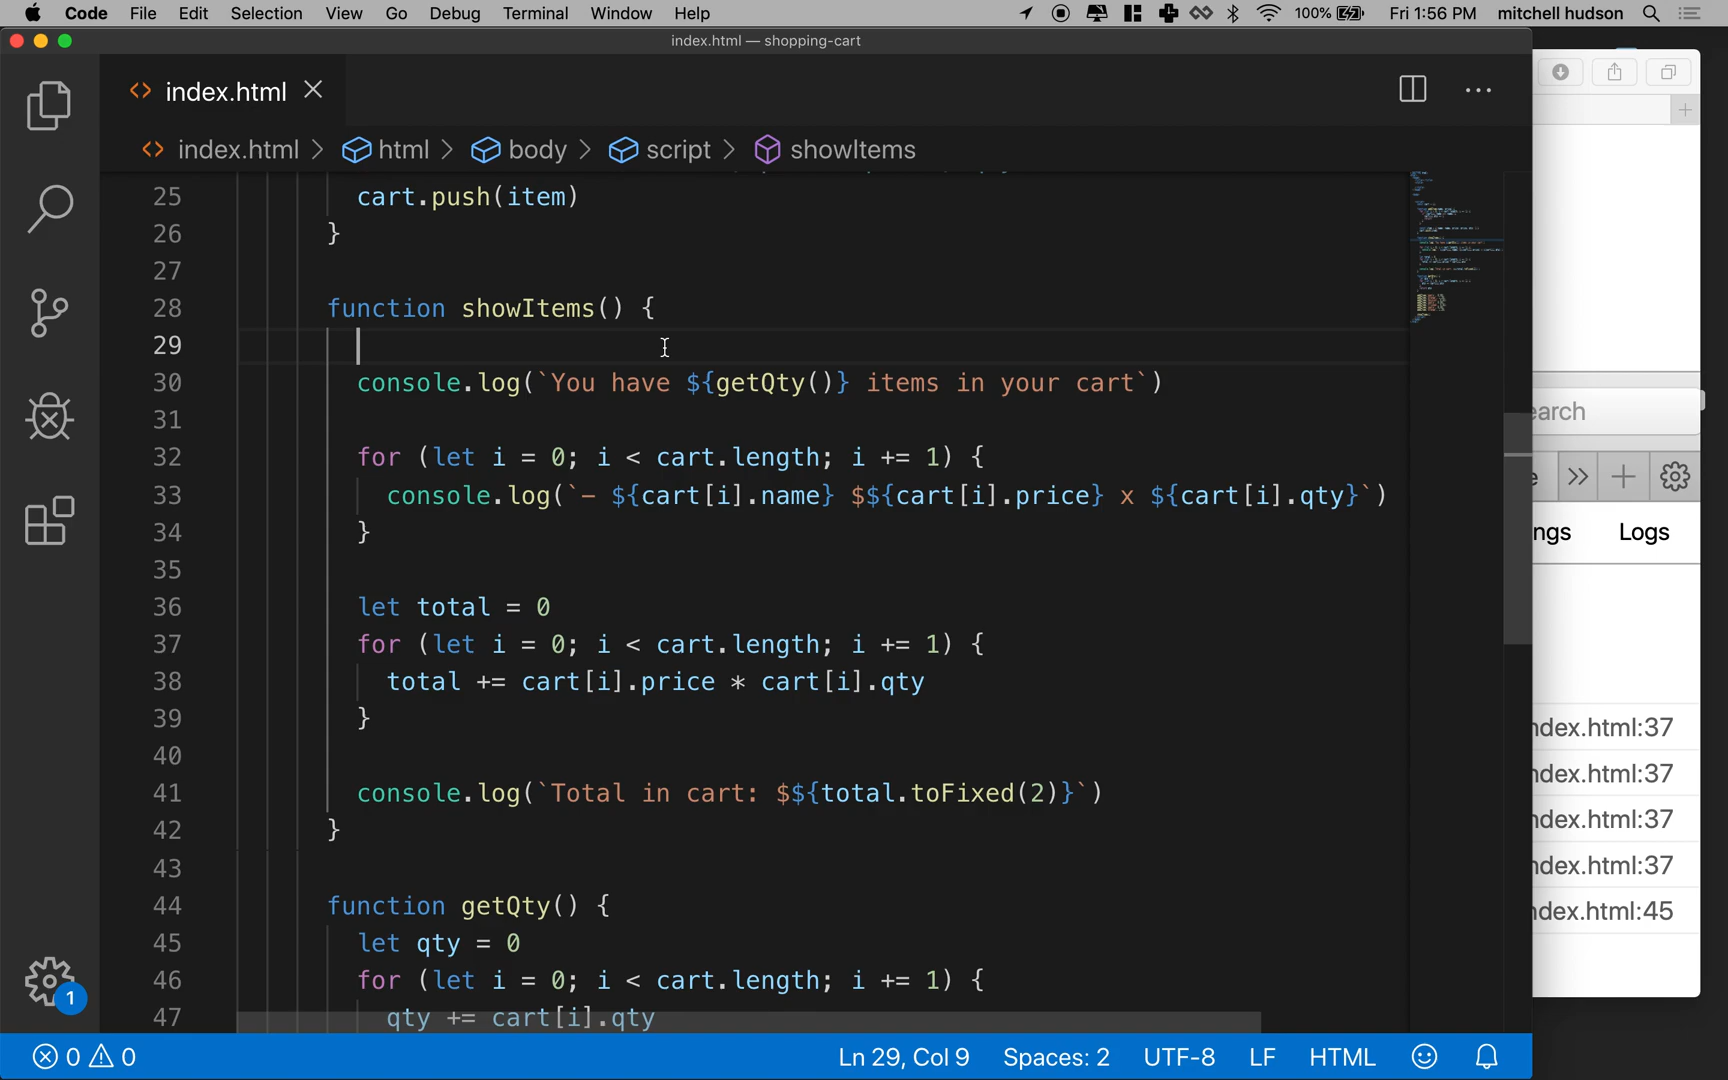 Code File Edit Selection View Go Debug Terminal Window Help 100% Fri 1:56 PM mitchell hudson
index.html — shopping-cart
index.html
index.html > html > body > script > showItems
25 cart.push(item)
26 }
27
28 function showItems() {
29
30 console.log(`You have ${getQty()} items in your cart`)
31
32 for (let i = 0; i < cart.length; i += 1) {
33 console.log(`- ${cart[i].name} $${cart[i].price} x ${cart[i].qty}`)
34 }
35
36 let total = 0
37 for (let i = 0; i < cart.length; i += 1) {
38 total += cart[i].price * cart[i].qty
39 }
40
41 console.log(`Total in cart: $${total.toFixed(2)}`)
42 }
43
44 function getQty() {
45 let qty = 0
46 for (let i = 0; i < cart.length; i += 1) {
47 qty += cart[i].qty
1
0 0 Ln 29, Col 9 Spaces: 2 UTF-8 LF HTML
earch
e
ngs Logs
ndex.html:37
ndex.html:37
ndex.html:37
ndex.html:37
ndex.html:45